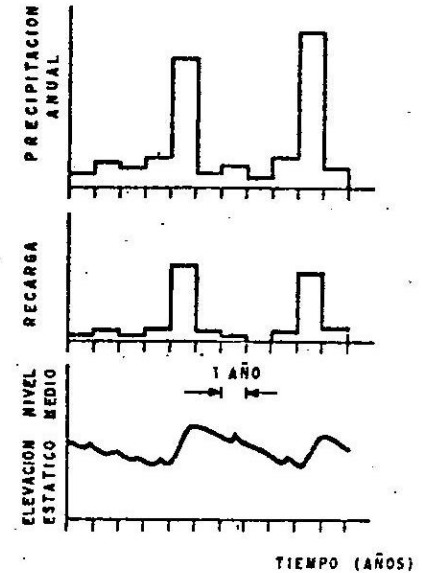 PRECIPITACION
ANUAL
RECARGA
1 AÑO
ELEVACION NIVEL
ESTATICO MEDIO
TIEMPO (AÑOS)